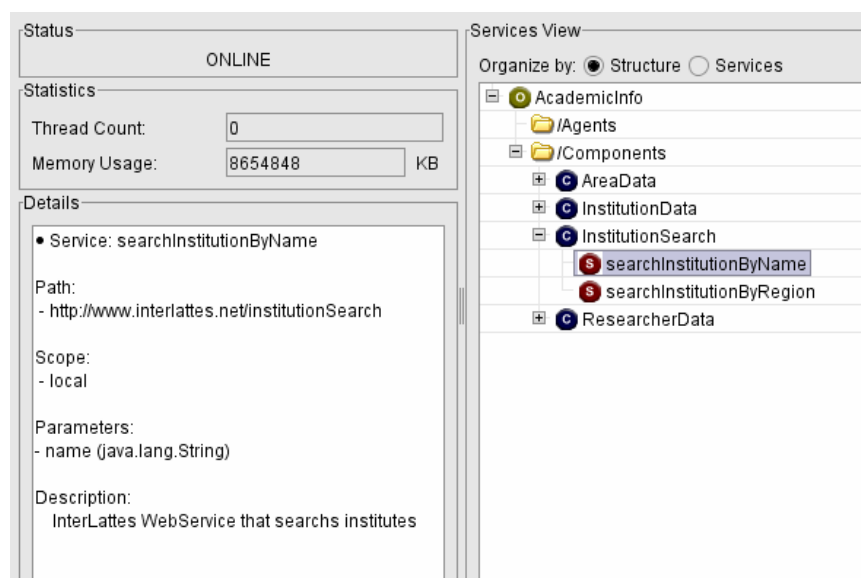 Status
ONLINE
Statistics
Thread Count: 0
Memory Usage: 8654848 KB
Details
• Service: searchInstitutionByName
Path:
- http://www.interlattes.net/institutionSearch
Scope:
- local
Parameters:
- name (java.lang.String)
Description:
InterLattes WebService that searchs institutes
Services View
Organize by: Structure Services
O AcademicInfo
/Agents
/Components
C AreaData
C InstitutionData
C InstitutionSearch
S searchInstitutionByName
S searchInstitutionByRegion
C ResearcherData